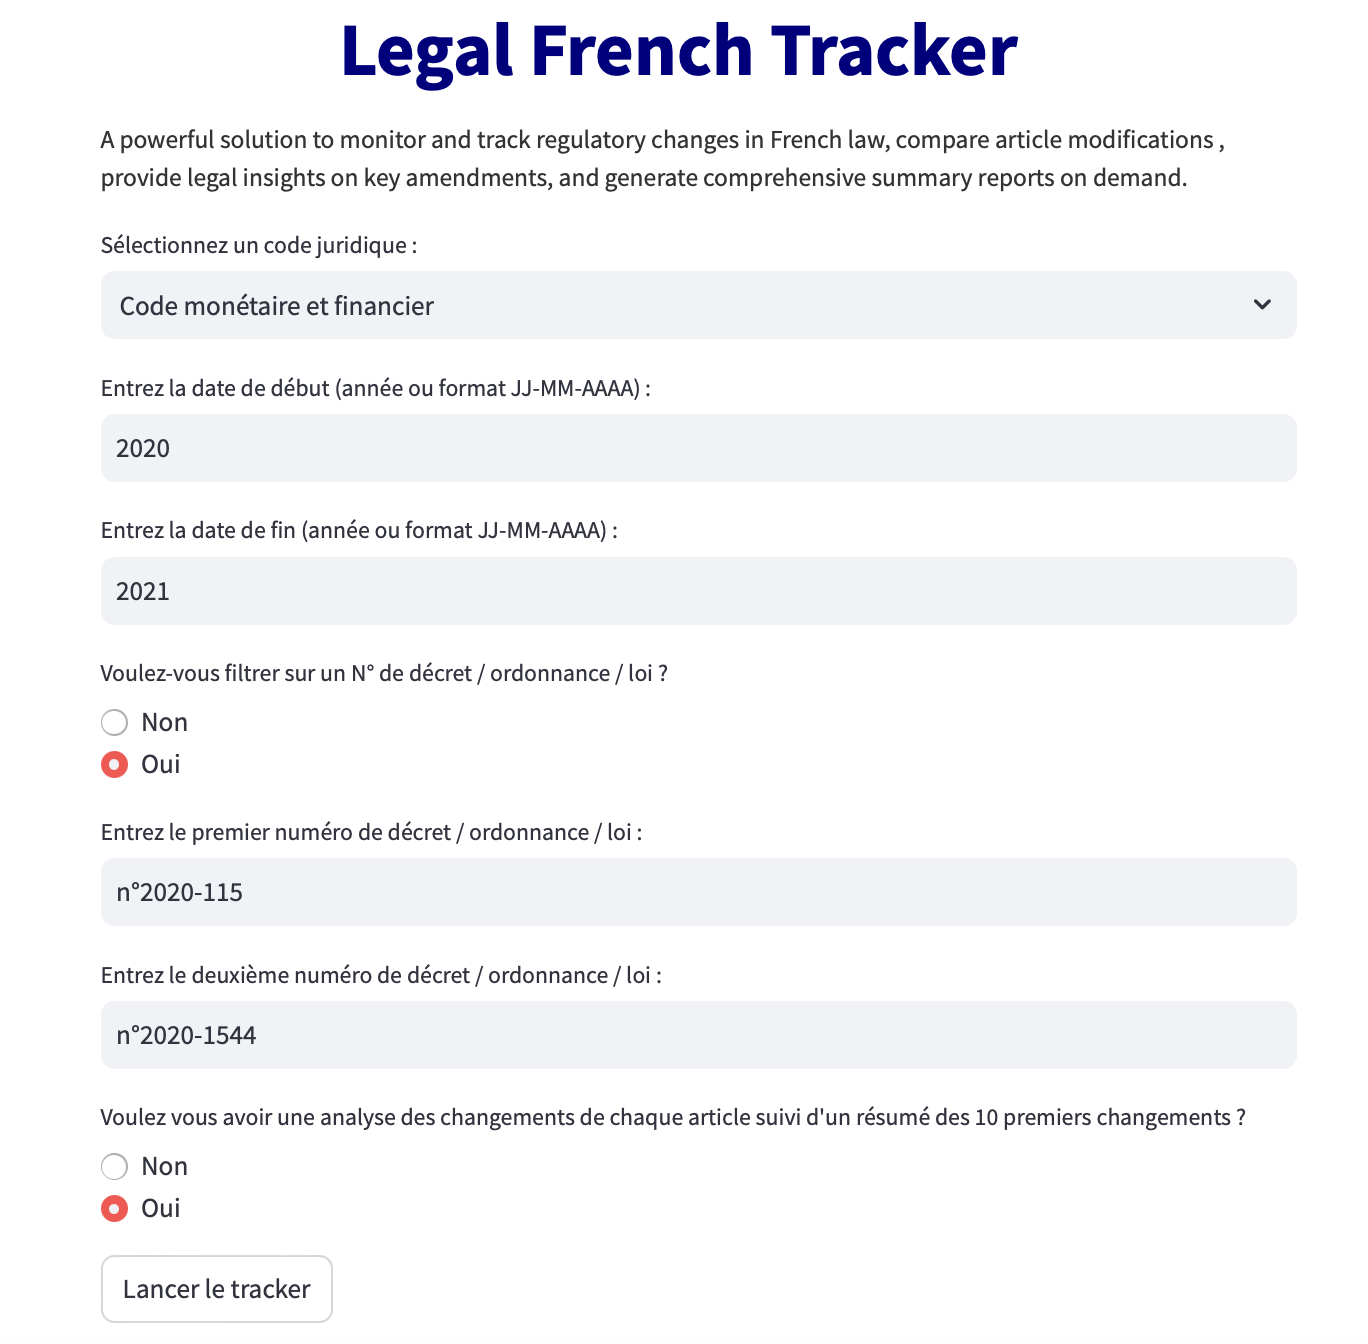 Legal French Tracker
A powerful solution to monitor and track regulatory changes in French law, compare article modifications ,
provide legal insights on key amendments, and generate comprehensive summary reports on demand.
Sélectionnez un code juridique :
Code monétaire et financier
Entrez la date de début (année ou format JJ-MM-AAAA) :
2020
Entrez la date de fin (année ou format JJ-MM-AAAA) :
2021
Voulez-vous filtrer sur un N° de décret / ordonnance / loi ?
Non
Oui
Entrez le premier numéro de décret / ordonnance / loi :
n°2020-115
Entrez le deuxième numéro de décret / ordonnance / loi :
n°2020-1544
Voulez vous avoir une analyse des changements de chaque article suivi d'un résumé des 10 premiers changements ?
Non
Oui
Lancer le tracker